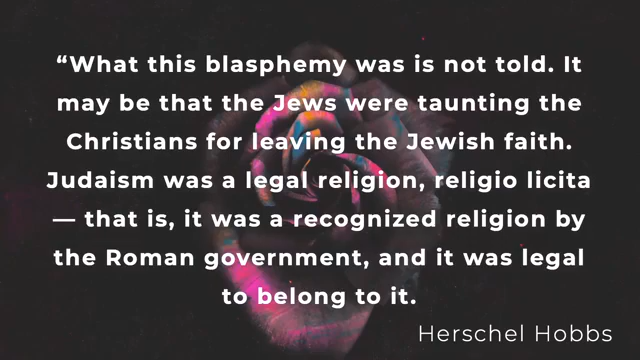 “What this blasphemy was is not told. It
may be that the Jews were taunting the
Christians for leaving the Jewish faith.
Judaism was a legal religion, religio licita
— that is, it was a recognized religion by
the Roman government, and it was legal
to belong to it.
Herschel Hobbs